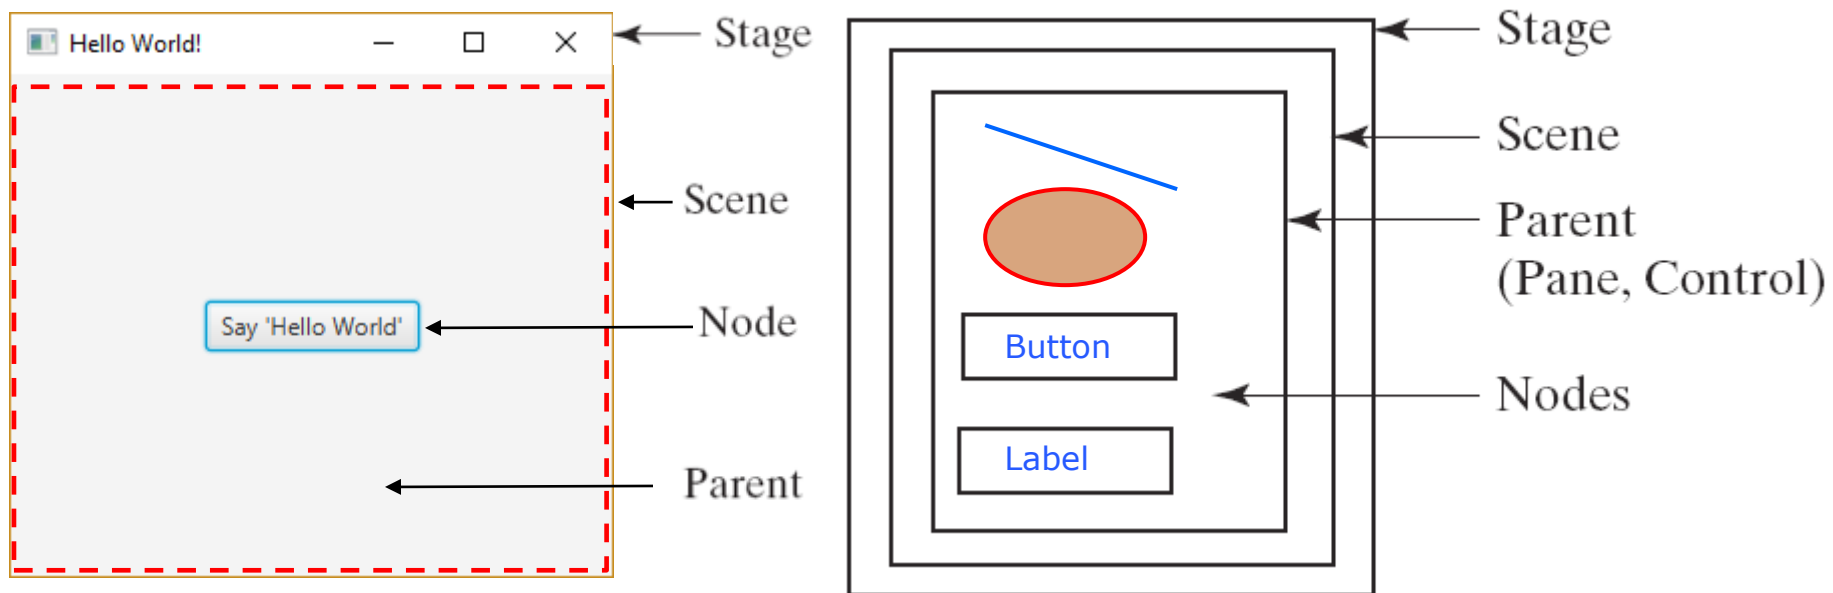 Hello World!
Stage
Scene
Say 'Hello World'
Node
Parent
Stage
Scene
Parent
(Pane, Control)
Button
Nodes
Label